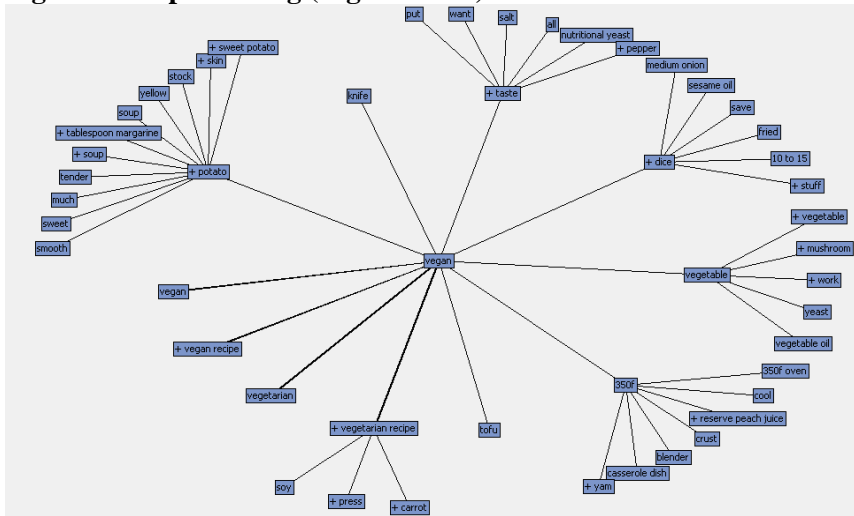 put
want
salt
all
nutritional yeast
+ pepper
+ taste
+ sweet potato
+ skin
stock
yellow
soup
+ tablespoon margarine
+ soup
tender
much
sweet
smooth
+ potato
knife
medium onion
sesame oil
save
fried
10 to 15
+ stuff
+ dice
vegan
vegetable
+ vegetable
+ mushroom
+ work
yeast
vegetable oil
vegan
+ vegan recipe
vegetarian
+ vegetarian recipe
soy
+ press
+ carrot
tofu
350f
350f oven
cool
+ reserve peach juice
crust
blender
casserole dish
+ yam